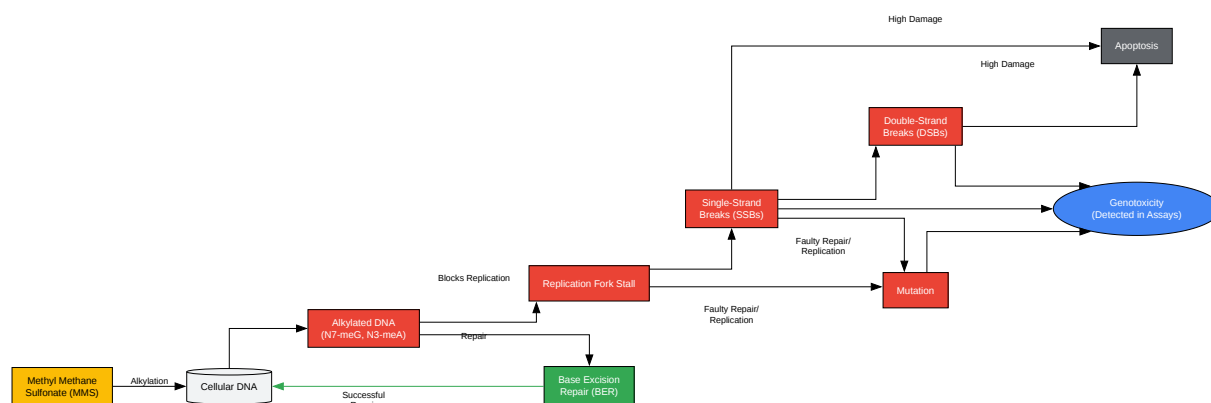 High Damage
Apoptosis
High Damage
Double-Strand
Breaks (DSBs)
Single-Strand
Breaks (SSBs)
Genotoxicity
(Detected in Assays)
Faulty Repair/
Replication
Blocks Replication
Replication Fork Stall
Mutation
Faulty Repair/
Replication
Alkylated DNA
(N7-meG, N3-meA)
Repair
Methyl Methane
Sulfonate (MMS)
Alkylation
Cellular DNA
Base Excision
Repair (BER)
Successful